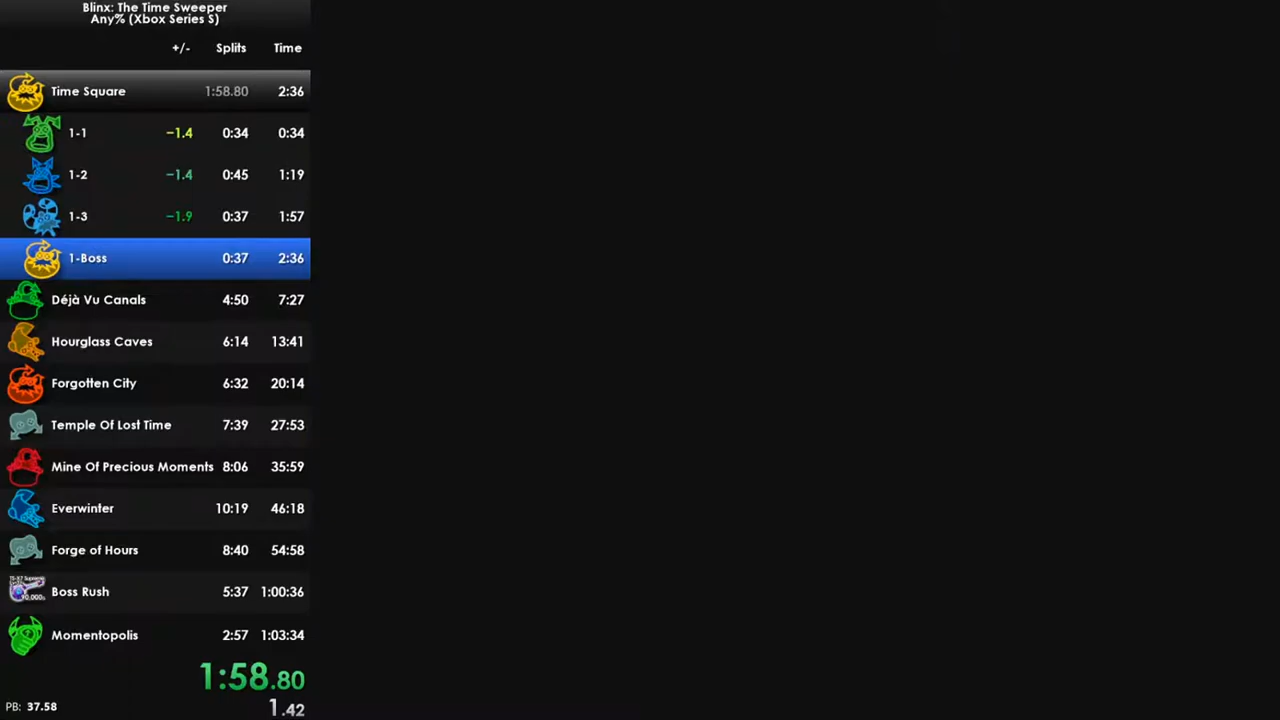 Blinx: The Time Sweeper
Any% (Xbox Series S)
+/- Splits Time
Time Square 1:58.80 2:36
1-1 −1.4 0:34 0:34
1-2 −1.4 0:45 1:19
1-3 −1.9 0:37 1:57
1-Boss 0:37 2:36
Déjà Vu Canals 4:50 7:27
Hourglass Caves 6:14 13:41
Forgotten City 6:32 20:14
Temple Of Lost Time 7:39 27:53
Mine Of Precious Moments 8:06 35:59
Everwinter 10:19 46:18
Forge of Hours 8:40 54:58
Boss Rush 5:37 1:00:36
Momentopolis 2:57 1:03:34
1:58.80
PB: 37.58 1.42